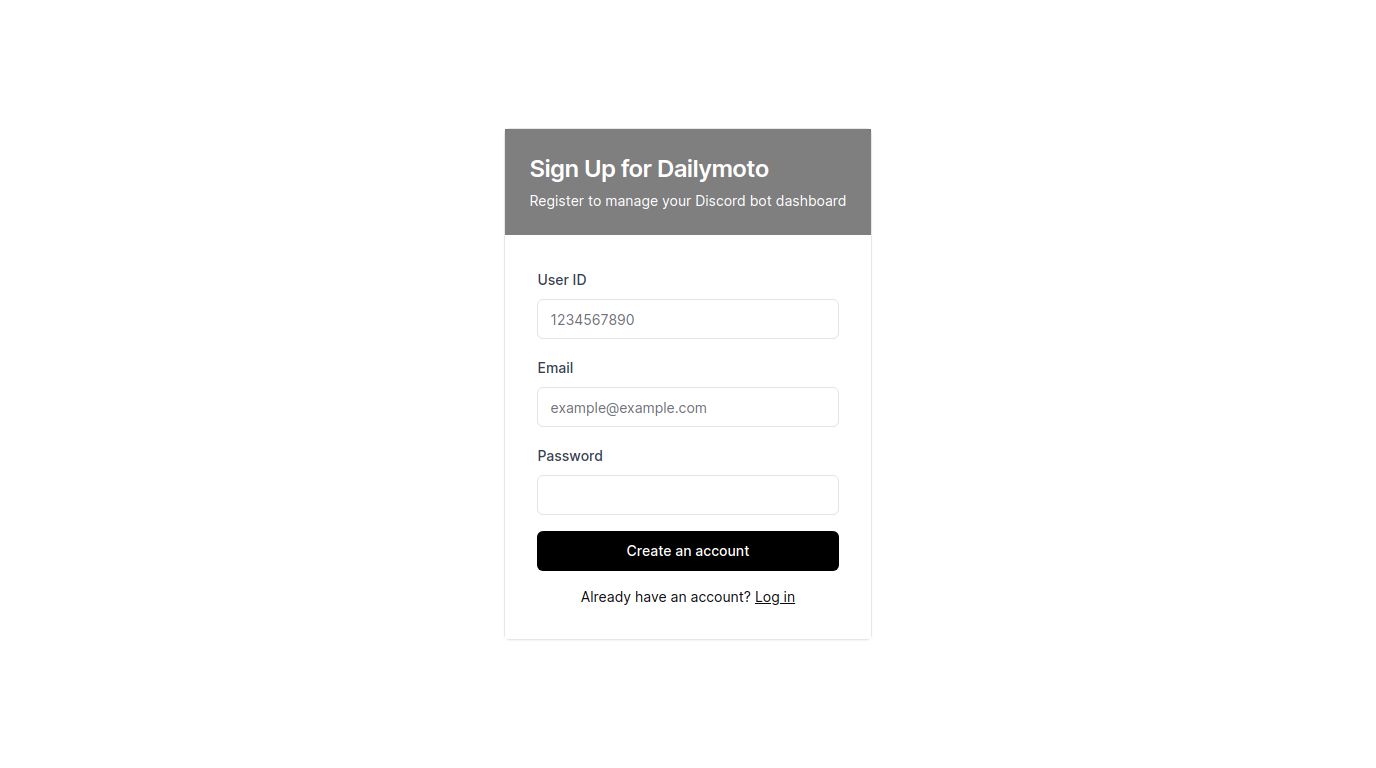 Sign Up for Dailymoto
Register to manage your Discord bot dashboard
User ID
1234567890
Email
example@example.com
Password
Create an account
Already have an account? Log in